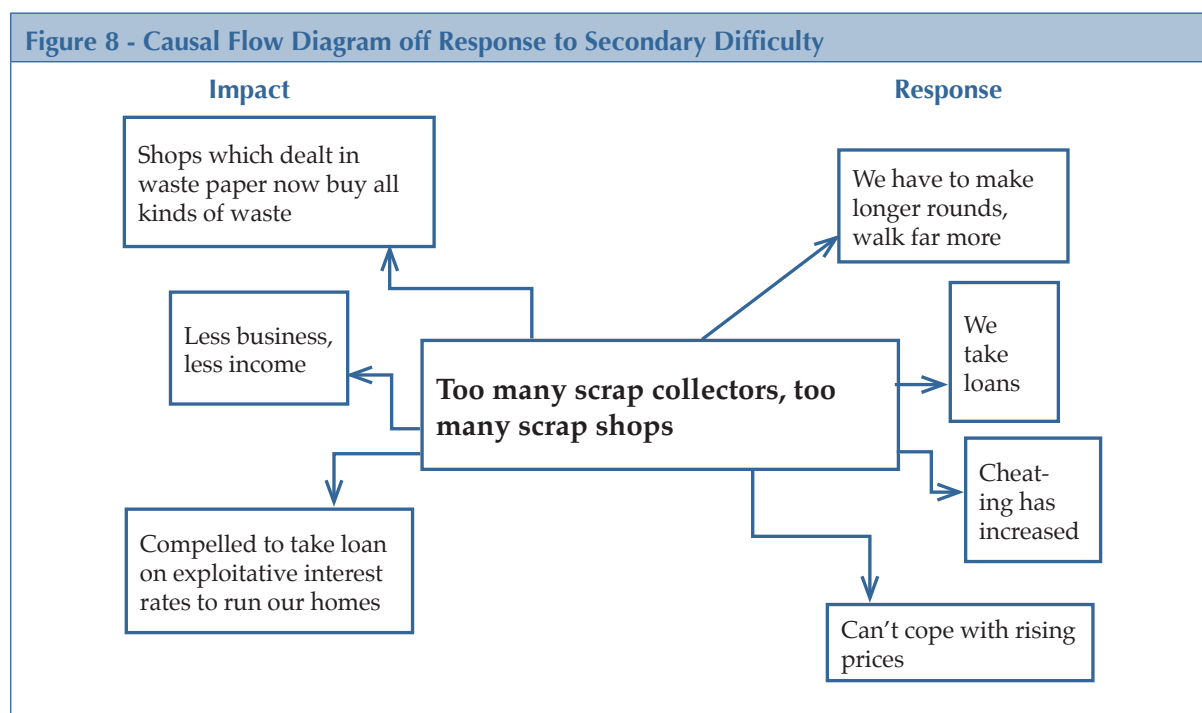 Figure 8 - Causal Flow Diagram off Response to Secondary Difficulty
Impact
Shops which dealt in
waste paper now buy all
kinds of waste
Less business,
less income
Compelled to take loan
on exploitative interest
rates to run our homes
Too many scrap collectors, too
many scrap shops
Response
We have to make
longer rounds,
walk far more
We
take
loans
Cheat-
ing has
increased
Can’t cope with rising
prices